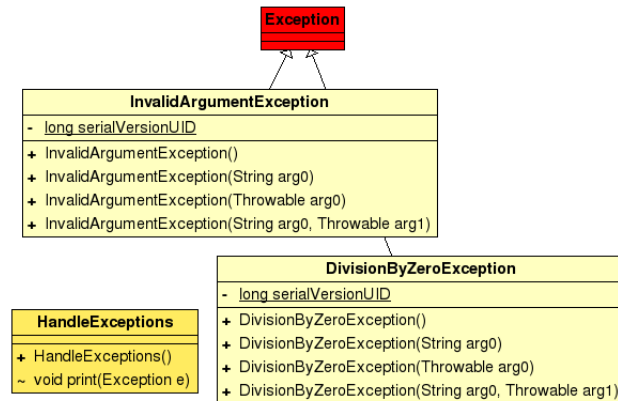 Exception
InvalidArgumentException
- long serialVersionUID
+ InvalidArgumentException()
+ InvalidArgumentException(String arg0)
+ InvalidArgumentException(Throwable arg0)
+ InvalidArgumentException(String arg0, Throwable arg1)
DivisionByZeroException
- long serialVersionUID
+ DivisionByZeroException()
+ DivisionByZeroException(String arg0)
+ DivisionByZeroException(Throwable arg0)
+ DivisionByZeroException(String arg0, Throwable arg1)
HandleExceptions
+ HandleExceptions()
~ void print(Exception e)